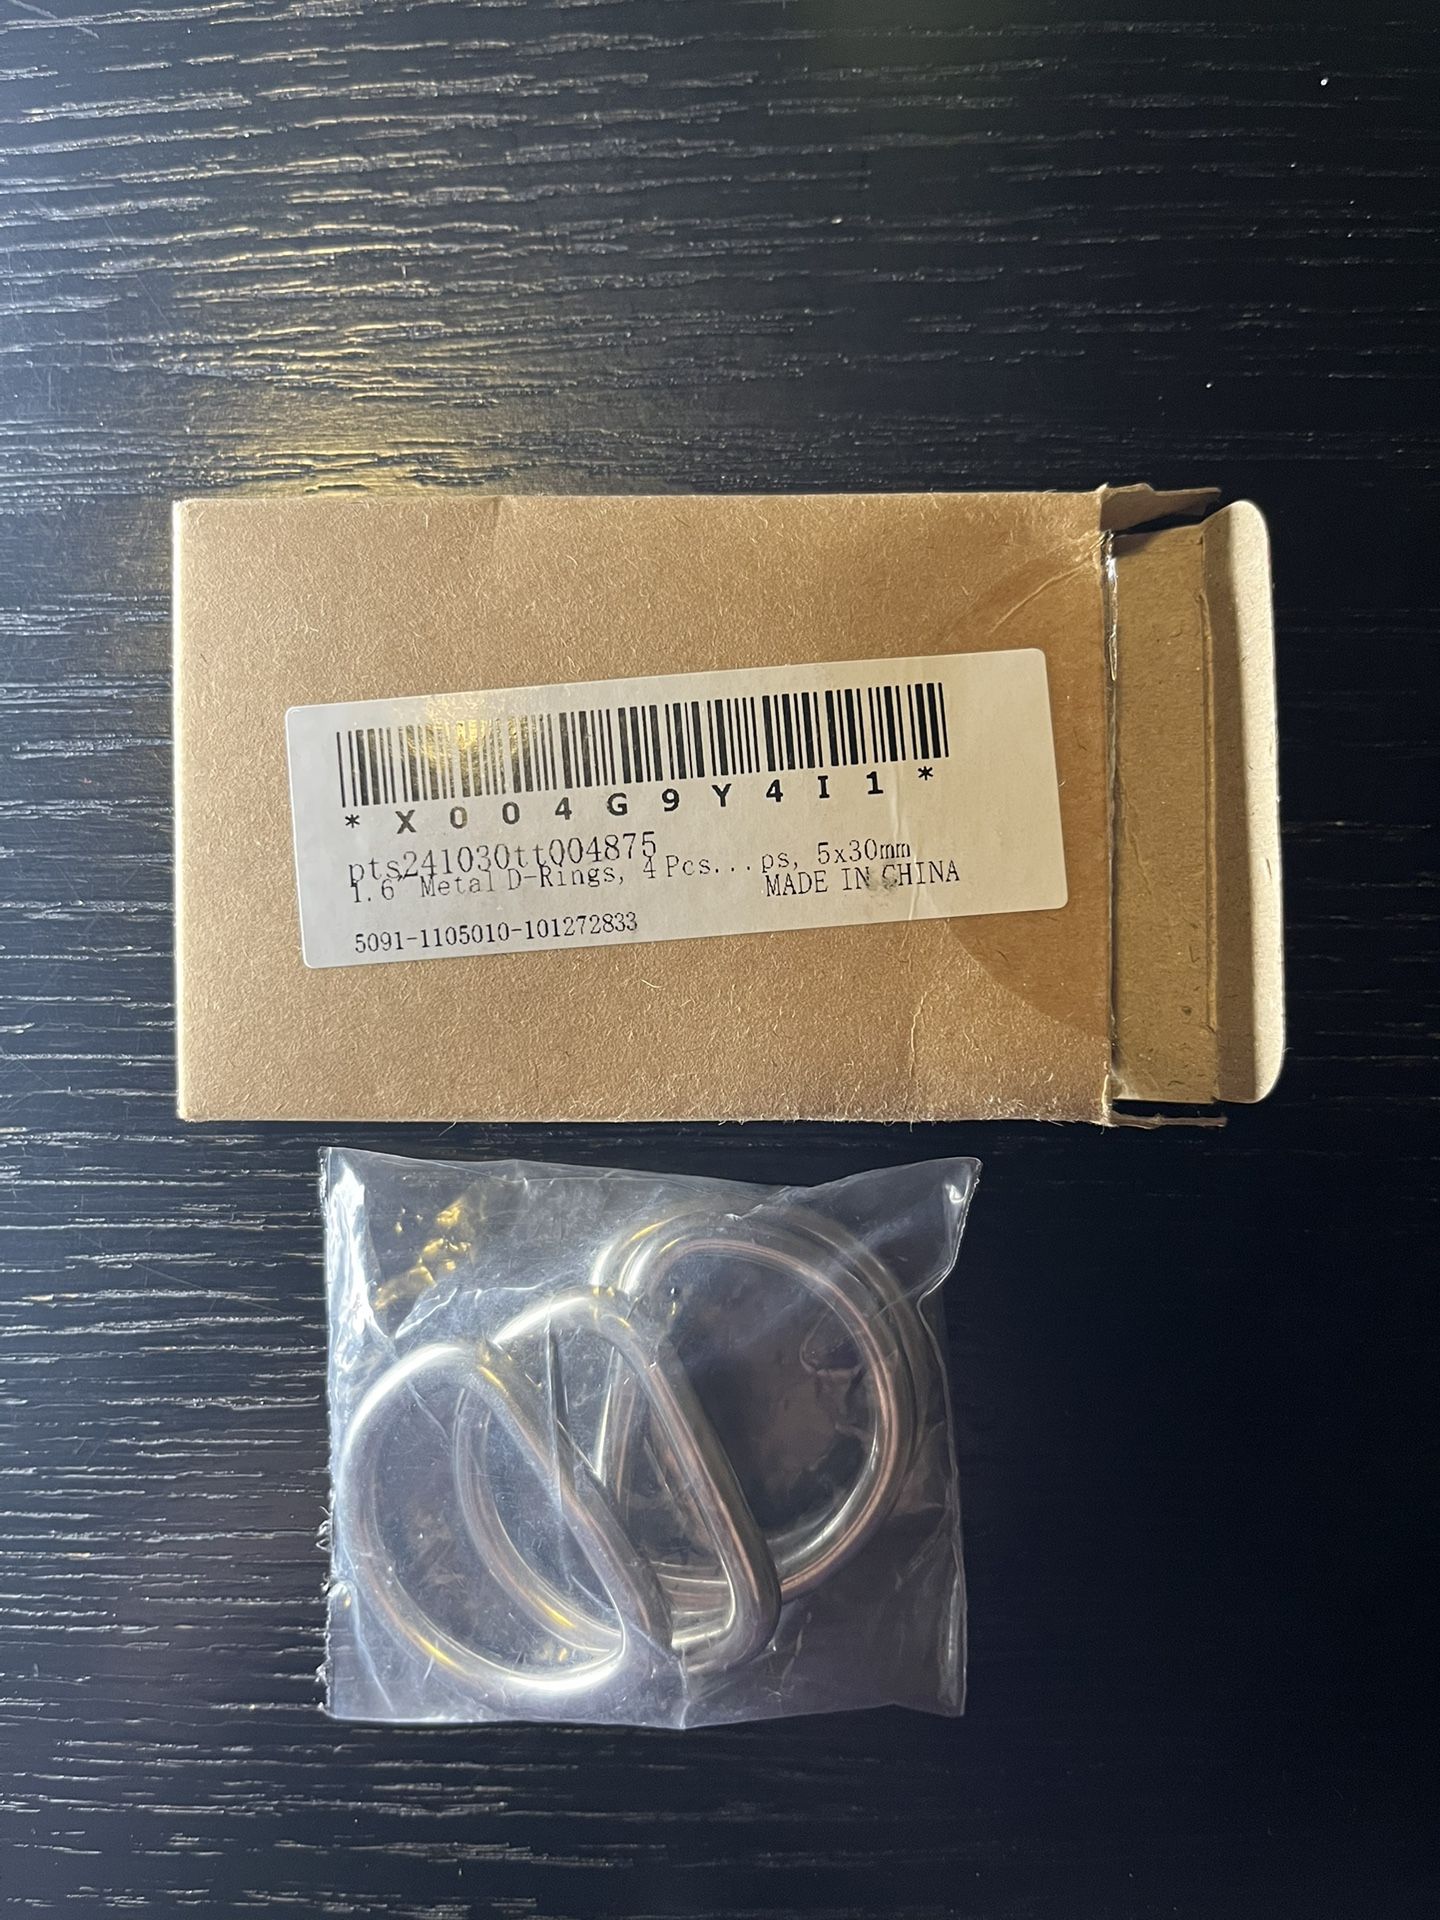 *X004G9Y4I1*
pts241030tt004875
1.6" Metal D-Rings, 4 Pcs...ps, 5x30mm
MADE IN CHINA
5091-1105010-101272833